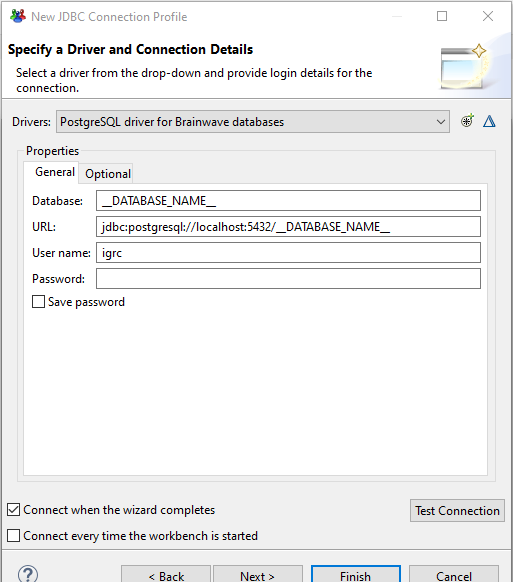 New JDBC Connection Profile
Specify a Driver and Connection Details
Select a driver from the drop-down and provide login details for the
connection.
Drivers: PostgreSQL driver for Brainwave databases
Properties
General Optional
Database: __DATABASE_NAME__
URL: jdbc:postgresql://localhost:5432/__DATABASE_NAME__
User name: igrc
Password:
Save password
Connect when the wizard completes Test Connection
Connect every time the workbench is started
? < Back Next > Finish Cancel